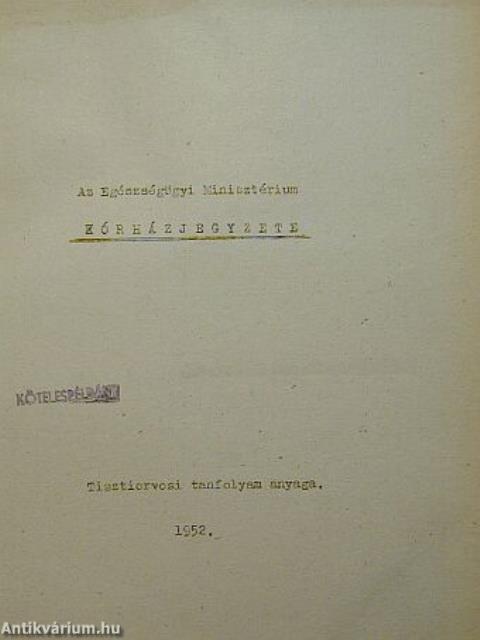 Az Egészségügyi Minisztérium
KÓRHÁZJEGYZETE
KÖTELESPÉLDÁNY
Tisztiorvosi tanfolyam anyaga.
1952.
Antikvárium.hu